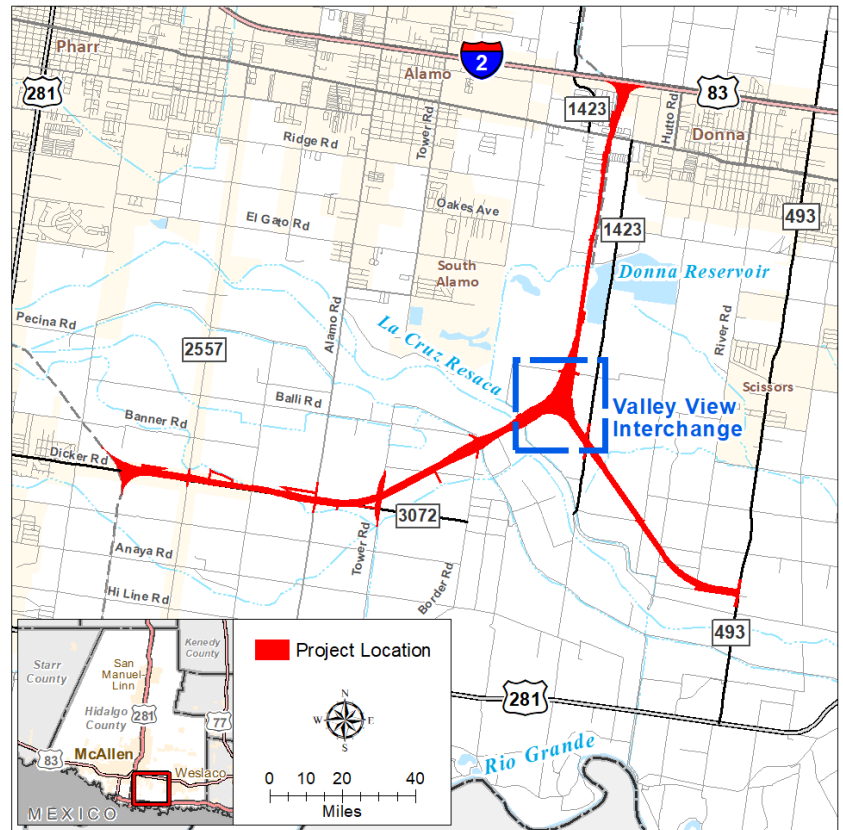 Pharr
281
Alamo
2
83
1423
Hutto Rd
Donna
Tower Rd
Ridge Rd
Oakes Ave
El Gato Rd
1423
493
South
Alamo
Donna Reservoir
Pecina Rd
2557
Alamo Rd
La Cruz Resaca
River Rd
Scissors
Balli Rd
Banner Rd
Valley View
Interchange
Dicker Rd
3072
Anaya Rd
Tower Rd
Border Rd
Hi Line Rd
493
281
Rio Grande
Starr
County
San
Manuel-
Linn
Kenedy
County
Hidalgo
County
281
77
McAllen
83
Weslaco
MEXICO
Project Location
N
W E
S
0 10 20 40
Miles